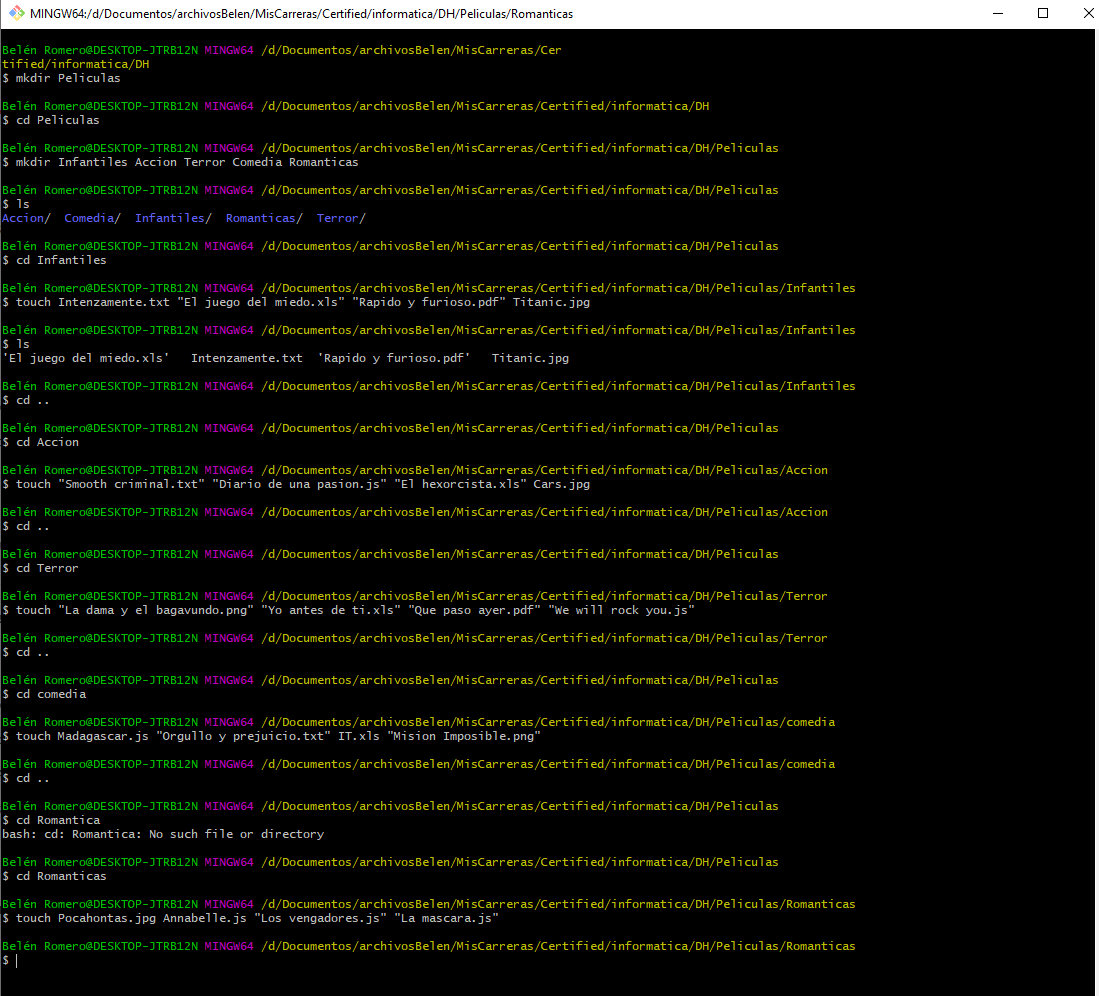 MINGW64:/d/Documentos/archivosBelen/MisCarreras/Certified/informatica/DH/Peliculas/Romanticas
Belén Romero@DESKTOP-JTRB12N MINGW64 /d/Documentos/archivosBelen/MisCarreras/Cer
tified/informatica/DH
$ mkdir Peliculas
Belén Romero@DESKTOP-JTRB12N MINGW64 /d/Documentos/archivosBelen/MisCarreras/Certified/informatica/DH
$ cd Peliculas
Belén Romero@DESKTOP-JTRB12N MINGW64 /d/Documentos/archivosBelen/MisCarreras/Certified/informatica/DH/Peliculas
$ mkdir Infantiles Accion Terror Comedia Romanticas
Belén Romero@DESKTOP-JTRB12N MINGW64 /d/Documentos/archivosBelen/MisCarreras/Certified/informatica/DH/Peliculas
$ ls
Accion/  Comedia/  Infantiles/  Romanticas/  Terror/
Belén Romero@DESKTOP-JTRB12N MINGW64 /d/Documentos/archivosBelen/MisCarreras/Certified/informatica/DH/Peliculas
$ cd Infantiles
Belén Romero@DESKTOP-JTRB12N MINGW64 /d/Documentos/archivosBelen/MisCarreras/Certified/informatica/DH/Peliculas/Infantiles
$ touch Intenzamente.txt "El juego del miedo.xls" "Rapido y furioso.pdf" Titanic.jpg
Belén Romero@DESKTOP-JTRB12N MINGW64 /d/Documentos/archivosBelen/MisCarreras/Certified/informatica/DH/Peliculas/Infantiles
$ ls
'El juego del miedo.xls'   Intenzamente.txt  'Rapido y furioso.pdf'   Titanic.jpg
Belén Romero@DESKTOP-JTRB12N MINGW64 /d/Documentos/archivosBelen/MisCarreras/Certified/informatica/DH/Peliculas/Infantiles
$ cd ..
Belén Romero@DESKTOP-JTRB12N MINGW64 /d/Documentos/archivosBelen/MisCarreras/Certified/informatica/DH/Peliculas
$ cd Accion
Belén Romero@DESKTOP-JTRB12N MINGW64 /d/Documentos/archivosBelen/MisCarreras/Certified/informatica/DH/Peliculas/Accion
$ touch "Smooth criminal.txt" "Diario de una pasion.js" "El hexorcista.xls" Cars.jpg
Belén Romero@DESKTOP-JTRB12N MINGW64 /d/Documentos/archivosBelen/MisCarreras/Certified/informatica/DH/Peliculas/Accion
$ cd ..
Belén Romero@DESKTOP-JTRB12N MINGW64 /d/Documentos/archivosBelen/MisCarreras/Certified/informatica/DH/Peliculas
$ cd Terror
Belén Romero@DESKTOP-JTRB12N MINGW64 /d/Documentos/archivosBelen/MisCarreras/Certified/informatica/DH/Peliculas/Terror
$ touch "La dama y el bagavundo.png" "Yo antes de ti.xls" "Que paso ayer.pdf" "We will rock you.js"
Belén Romero@DESKTOP-JTRB12N MINGW64 /d/Documentos/archivosBelen/MisCarreras/Certified/informatica/DH/Peliculas/Terror
$ cd ..
Belén Romero@DESKTOP-JTRB12N MINGW64 /d/Documentos/archivosBelen/MisCarreras/Certified/informatica/DH/Peliculas
$ cd comedia
Belén Romero@DESKTOP-JTRB12N MINGW64 /d/Documentos/archivosBelen/MisCarreras/Certified/informatica/DH/Peliculas/comedia
$ touch Madagascar.js "Orgullo y prejuicio.txt" IT.xls "Mision Imposible.png"
Belén Romero@DESKTOP-JTRB12N MINGW64 /d/Documentos/archivosBelen/MisCarreras/Certified/informatica/DH/Peliculas/comedia
$ cd ..
Belén Romero@DESKTOP-JTRB12N MINGW64 /d/Documentos/archivosBelen/MisCarreras/Certified/informatica/DH/Peliculas
$ cd Romantica
bash: cd: Romantica: No such file or directory
Belén Romero@DESKTOP-JTRB12N MINGW64 /d/Documentos/archivosBelen/MisCarreras/Certified/informatica/DH/Peliculas
$ cd Romanticas
Belén Romero@DESKTOP-JTRB12N MINGW64 /d/Documentos/archivosBelen/MisCarreras/Certified/informatica/DH/Peliculas/Romanticas
$ touch Pocahontas.jpg Annabelle.js "Los vengadores.js" "La mascara.js"
Belén Romero@DESKTOP-JTRB12N MINGW64 /d/Documentos/archivosBelen/MisCarreras/Certified/informatica/DH/Peliculas/Romanticas
$